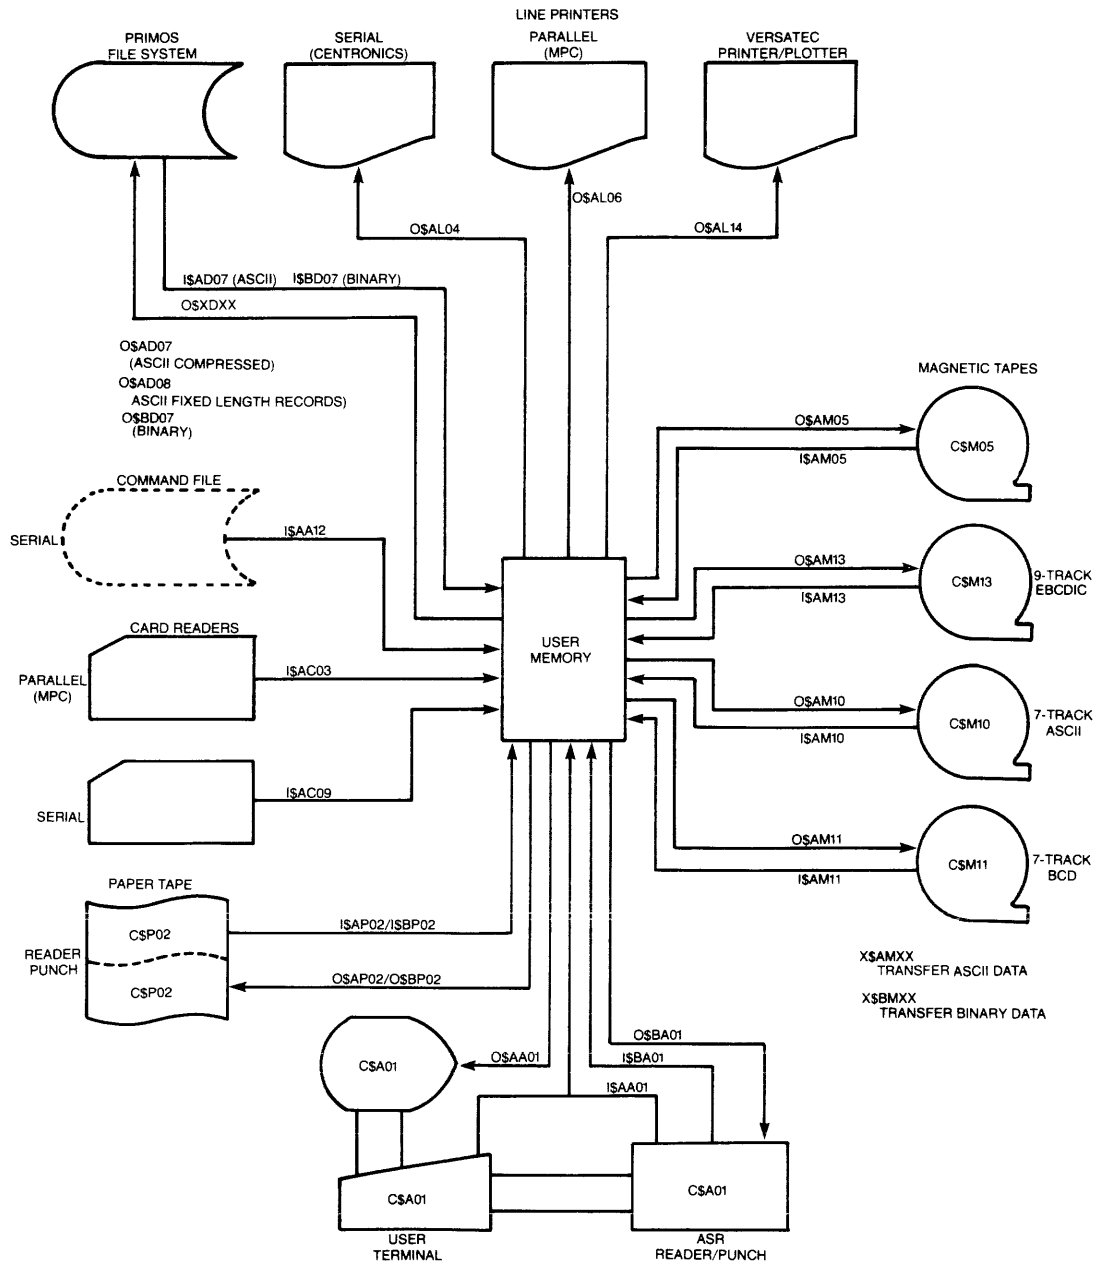 LINE PRINTERS
PRIMOS
FILE SYSTEM
SERIAL
(CENTRONICS)
PARALLEL
(MPC)
VERSATEC
PRINTER/PLOTTER
O$AL06
O$AL04
O$AL14
I$AD07 (ASCII) I$BD07 (BINARY)
O$XDXX
O$AD07
(ASCII COMPRESSED)
O$AD08
ASCII FIXED LENGTH RECORDS)
O$BD07
(BINARY)
MAGNETIC TAPES
O$AM05
I$AM05
C$M05
COMMAND FILE
SERIAL
I$AA12
O$AM13
I$AM13
C$M13
9-TRACK
EBCDIC
CARD READERS
PARALLEL
(MPC)
I$AC03
USER
MEMORY
O$AM10
I$AM10
C$M10
7-TRACK
ASCII
I$AC09
SERIAL
O$AM11
I$AM11
C$M11
7-TRACK
BCD
PAPER TAPE
READER
PUNCH
C$P02
C$P02
I$AP02/I$BP02
O$AP02/O$BP02
X$AMXX
TRANSFER ASCII DATA
X$BMXX
TRANSFER BINARY DATA
O$BA01
O$AA01
I$BA01
I$AA01
C$A01
C$A01
C$A01
USER
TERMINAL
ASR
READER/PUNCH